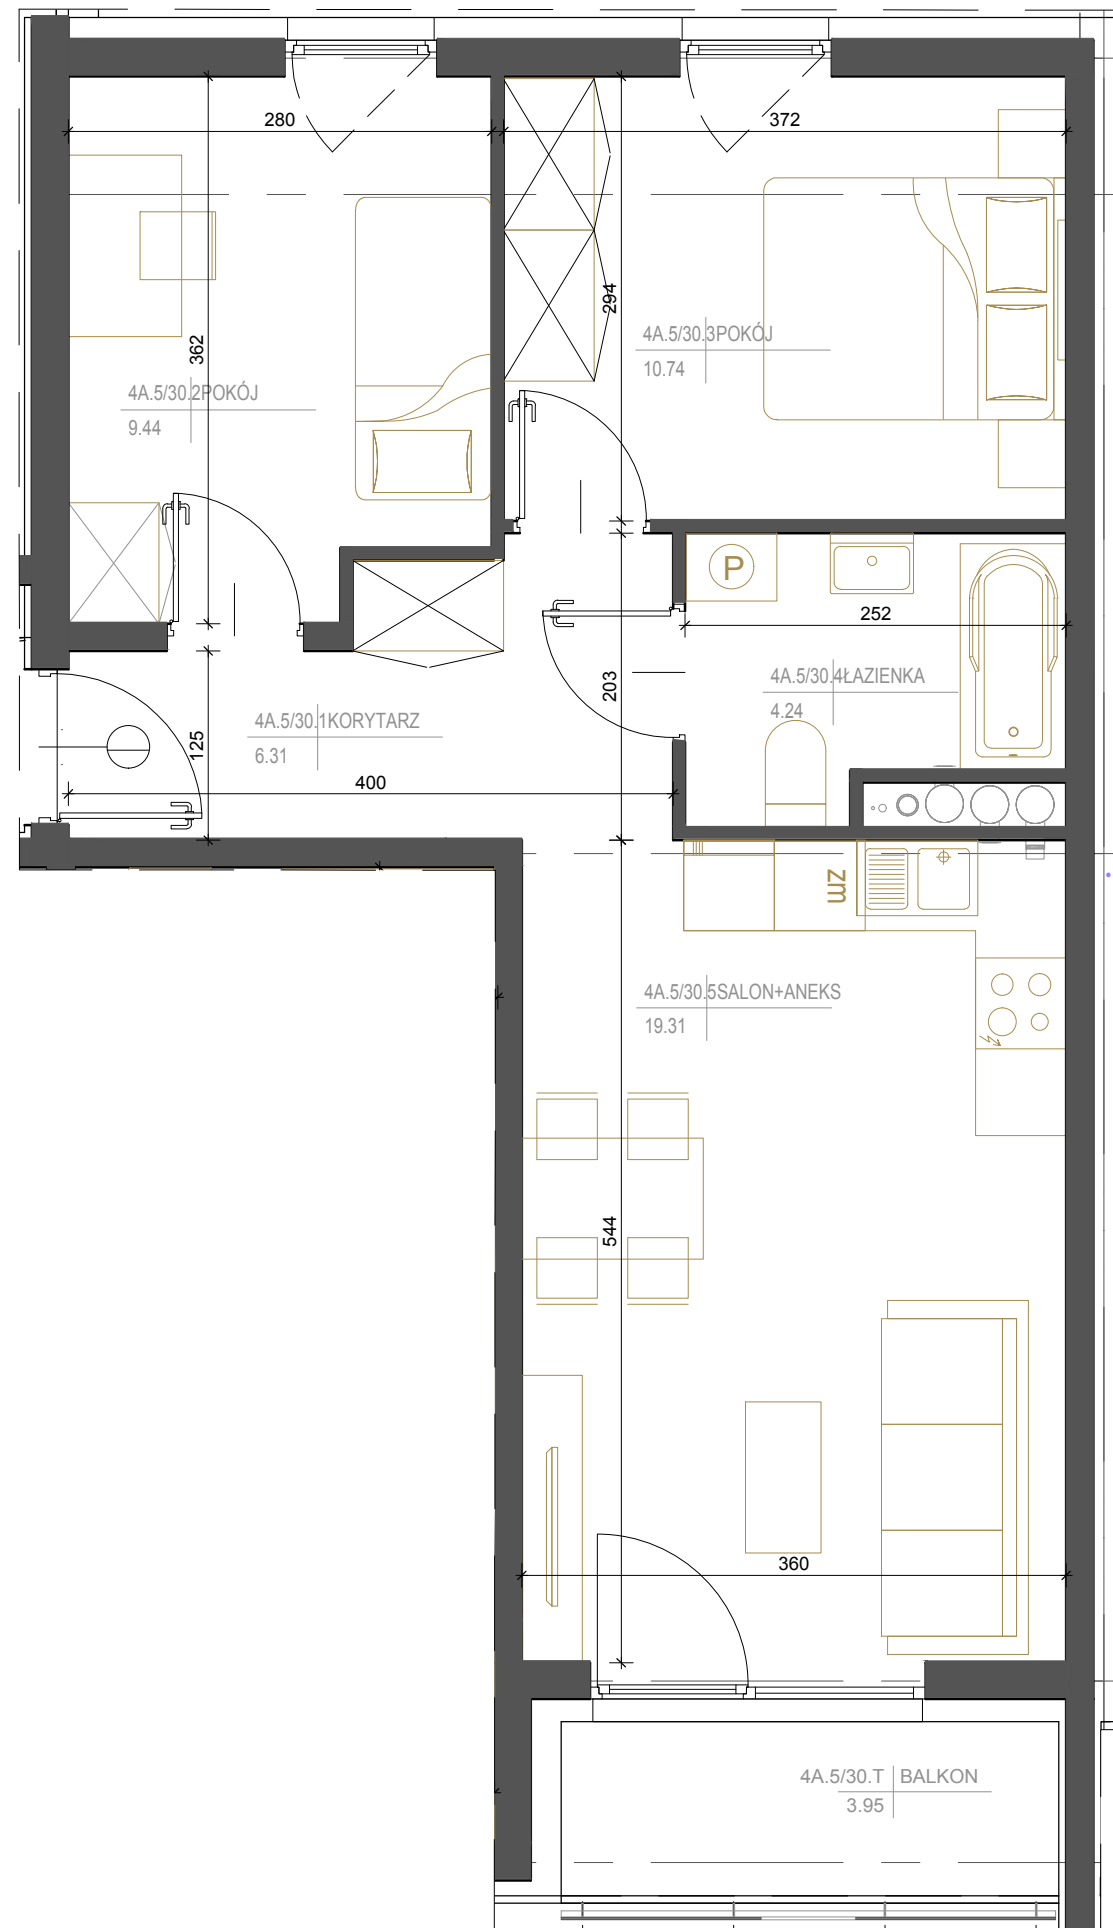 280
372
294
362
4A.5/30.3POKÓJ
10.74
4A.5/30.2POKÓJ
9.44
P
252
203
4A.5/30.4ŁAZIENKA
4.24
4A.5/30.1KORYTARZ
6.31
125
400
zm
4A.5/30.5SALON+ANEKS
19.31
544
360
4A.5/30.T BALKON
3.95